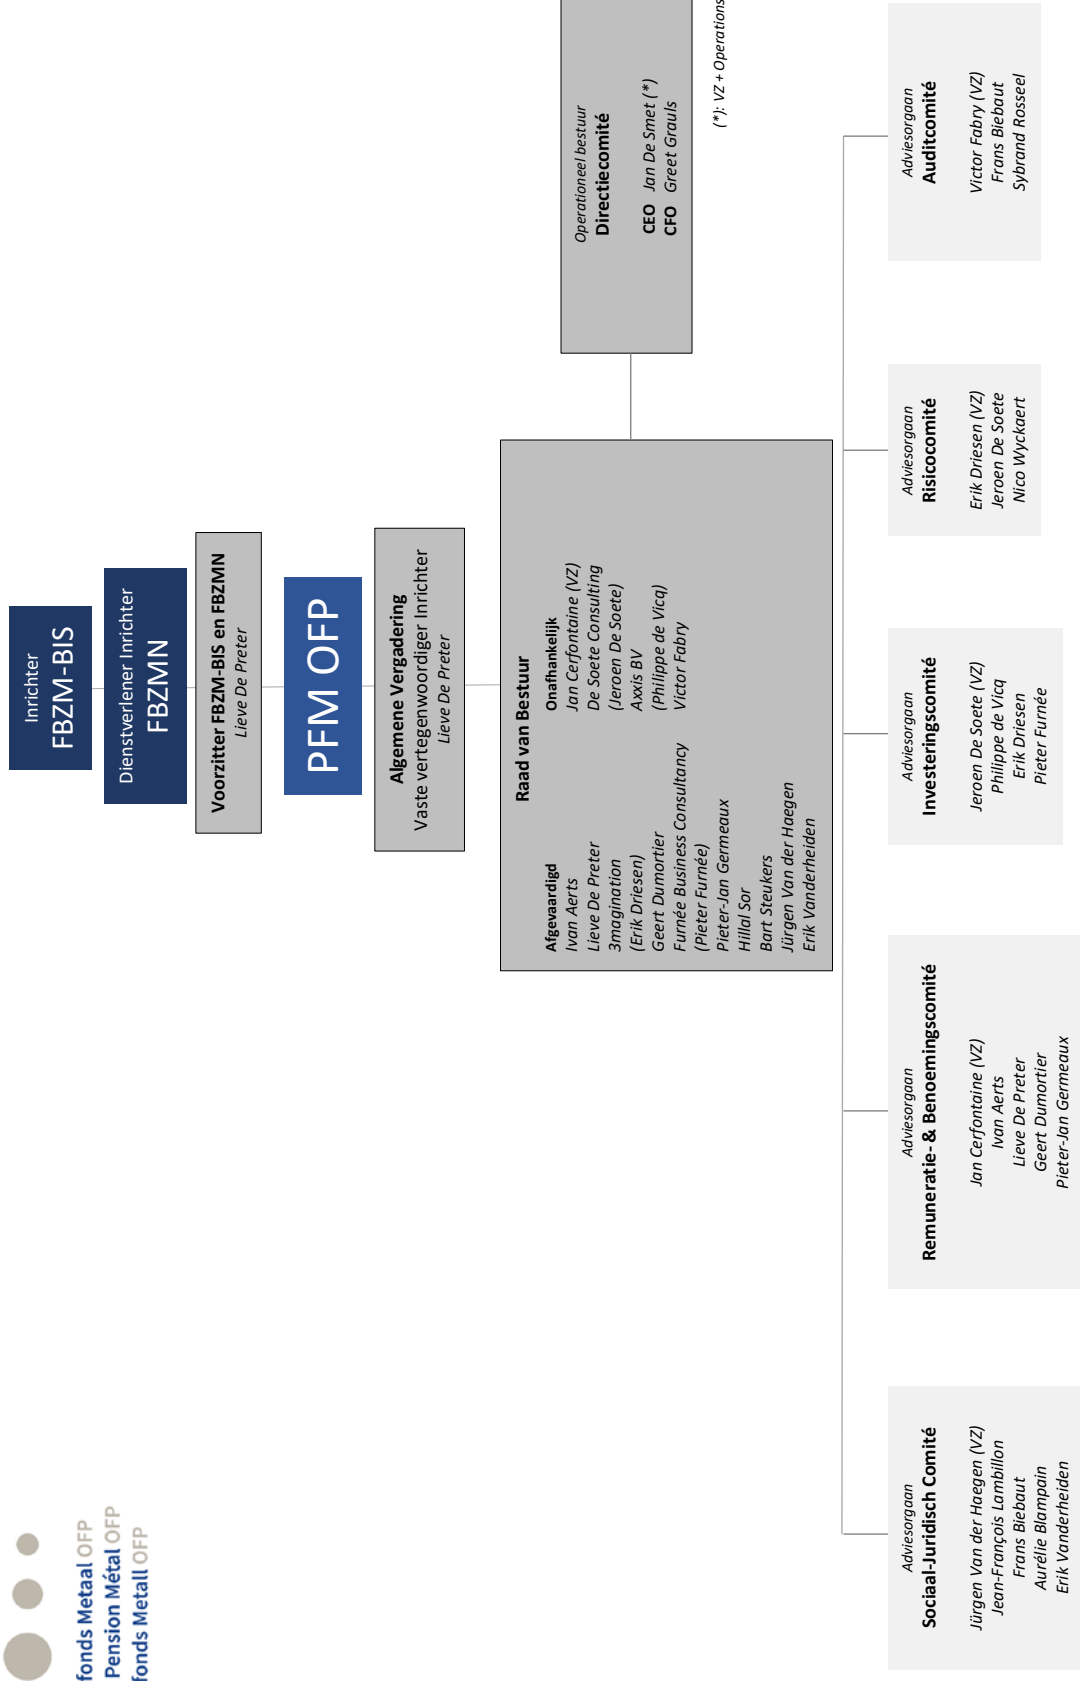 fonds Metaal OFP
Pension Métal OFP
fonds Metall OFP
Inrichter
FBZM-BIS
Dienstverlener Inrichter
FBZMN
Voorzitter FBZM-BIS en FBZMN
Lieve De Preter
PFM OFP
Algemene Vergadering
Vaste vertegenwoordiger Inrichter
Lieve De Preter
Raad van Bestuur
Afgevaardigd
Ivan Aerts
Lieve De Preter
3magination
(Erik Driesen)
Geert Dumortier
Furnée Business Consultancy
(Pieter Furnée)
Pieter-Jan Germeaux
Hillal Sor
Bart Steukers
Jürgen Van der Haegen
Erik Vanderheiden
Onafhankelijk
Jan Cerfontaine (VZ)
De Soete Consulting
(Jeroen De Soete)
Axxis BV
(Philippe de Vicq)
Victor Fabry
Operationeel bestuur
Directiecomité
CEO Jan De Smet (*)
CFO Greet Grauls
(*): VZ + Operations
Adviesorgaan
Sociaal-Juridisch Comité
Jürgen Van der Haegen (VZ)
Jean-François Lambillon
Frans Biebaut
Aurélie Blampain
Erik Vanderheiden
Adviesorgaan
Remuneratie- & Benoemingscomité
Jan Cerfontaine (VZ)
Ivan Aerts
Lieve De Preter
Geert Dumortier
Pieter-Jan Germeaux
Adviesorgaan
Investeringscomité
Jeroen De Soete (VZ)
Philippe de Vicq
Erik Driesen
Pieter Furnée
Adviesorgaan
Risicocomité
Erik Driesen (VZ)
Jeroen De Soete
Nico Wyckaert
Adviesorgaan
Auditcomité
Victor Fabry (VZ)
Frans Biebaut
Sybrand Rosseel